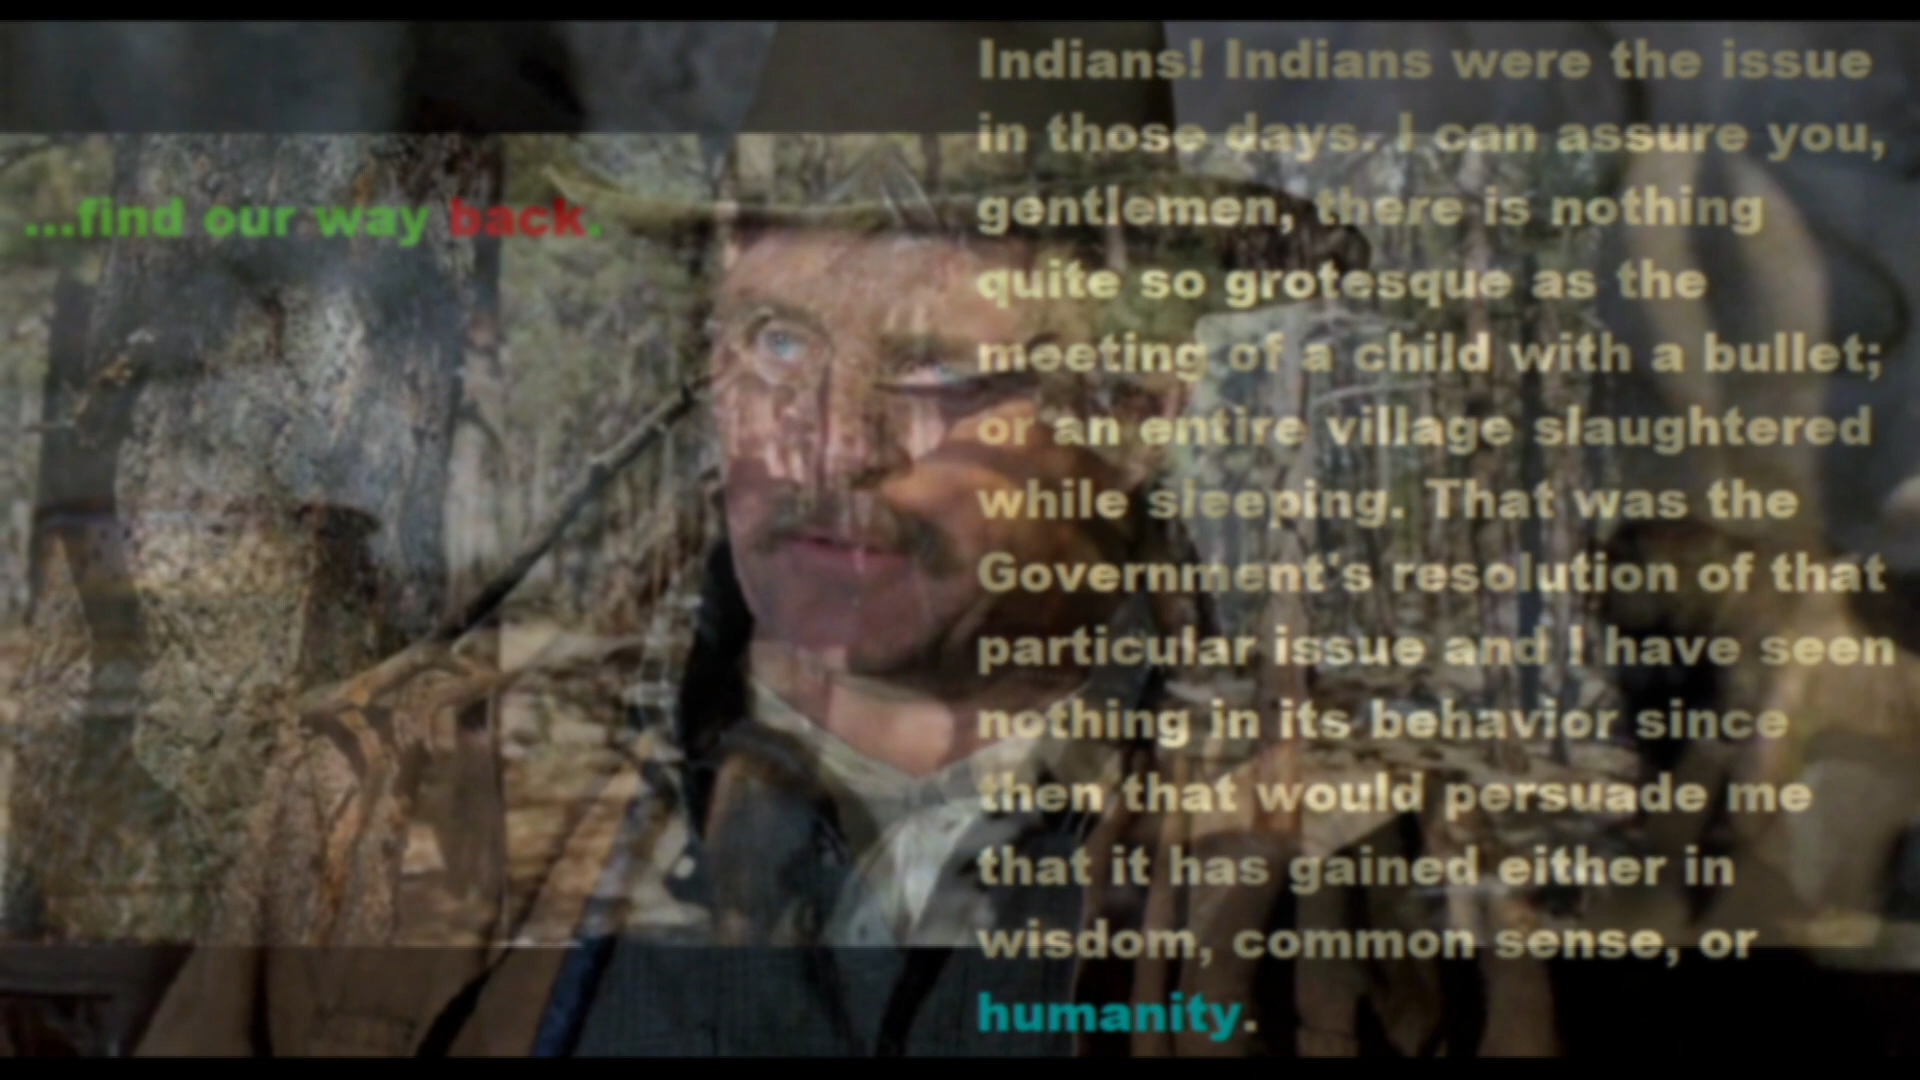 ...find our way back.
Indians! Indians were the issue
in those days. I can assure you,
gentlemen, there is nothing
quite so grotesque as the
meeting of a child with a bullet;
or an entire village slaughtered
while sleeping. That was the
Government's resolution of that
particular issue and I have seen
nothing in its behavior since
then that would persuade me
that it has gained either in
wisdom, common sense, or
humanity.